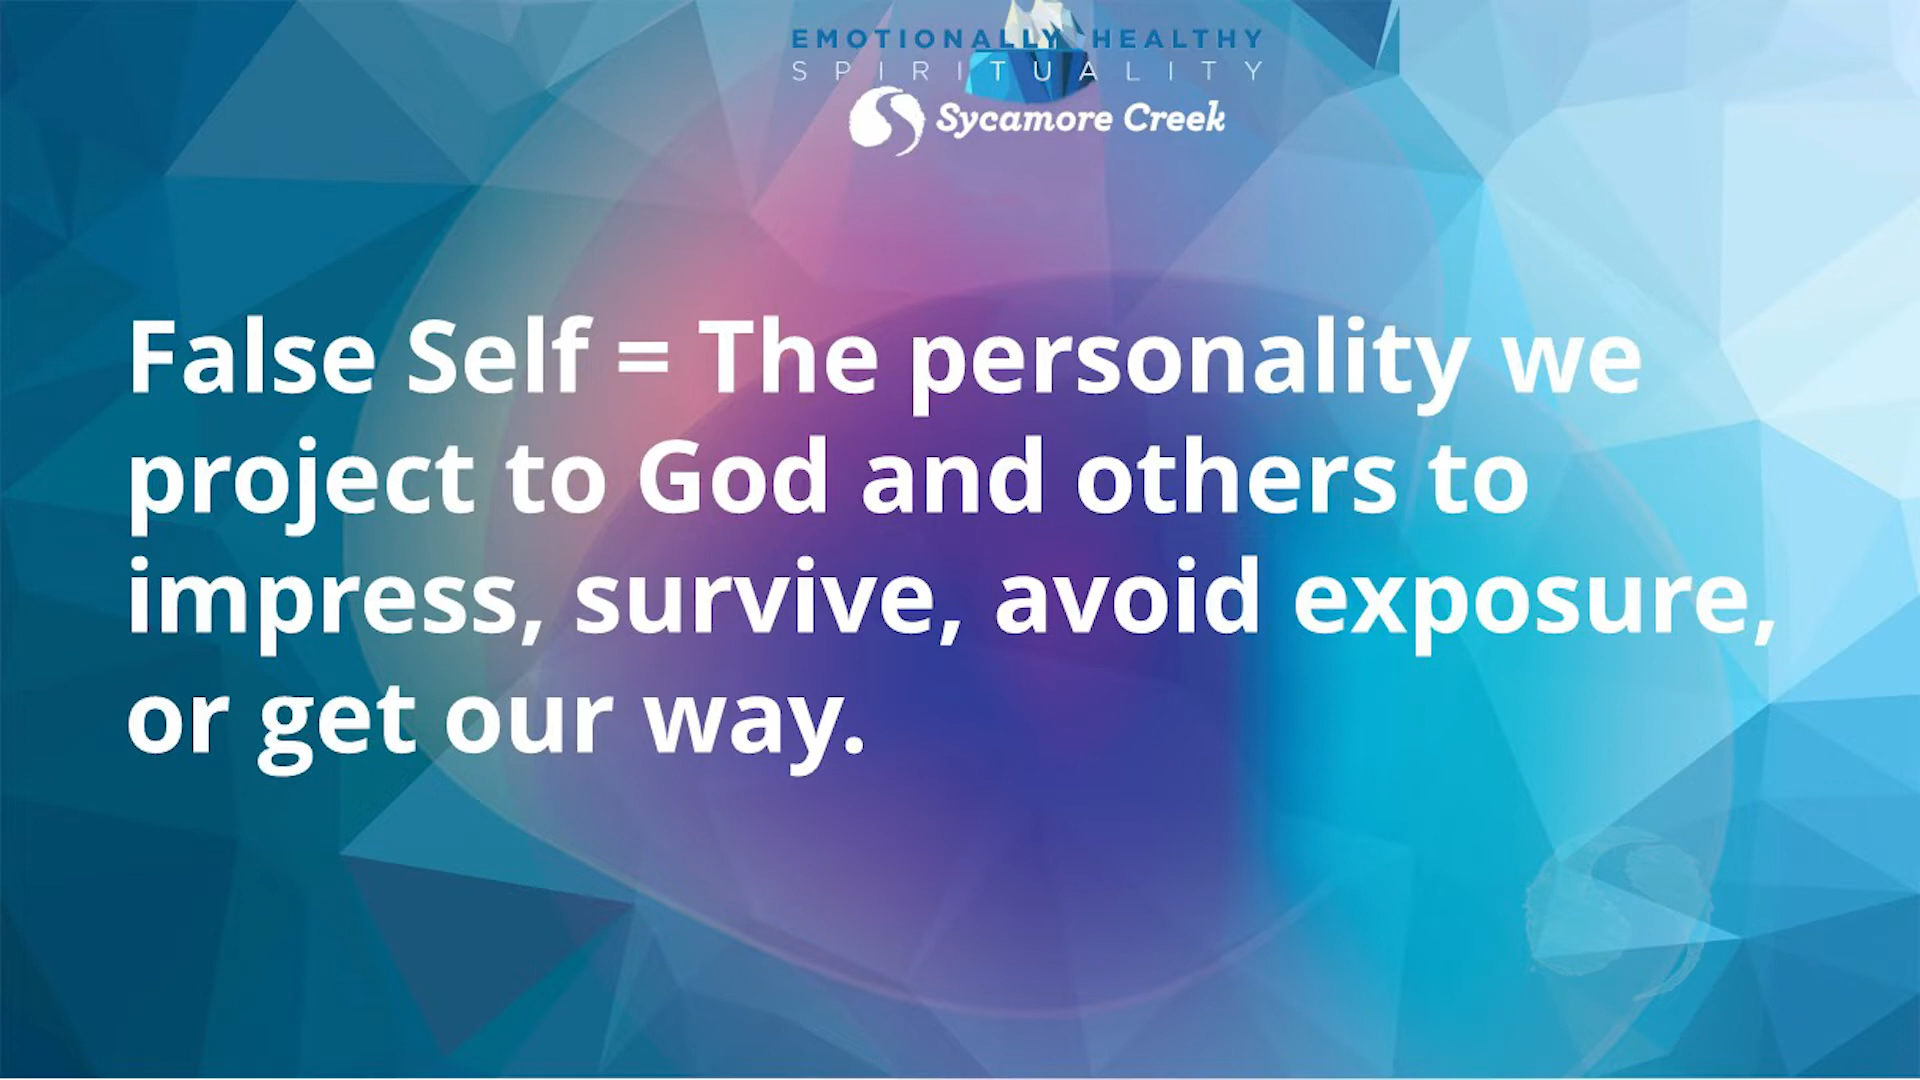 EMOTIONALLY HEALTHY
SPIRITUALITY
Sycamore Creek
False Self = The personality we
project to God and others to
impress, survive, avoid exposure,
or get our way.